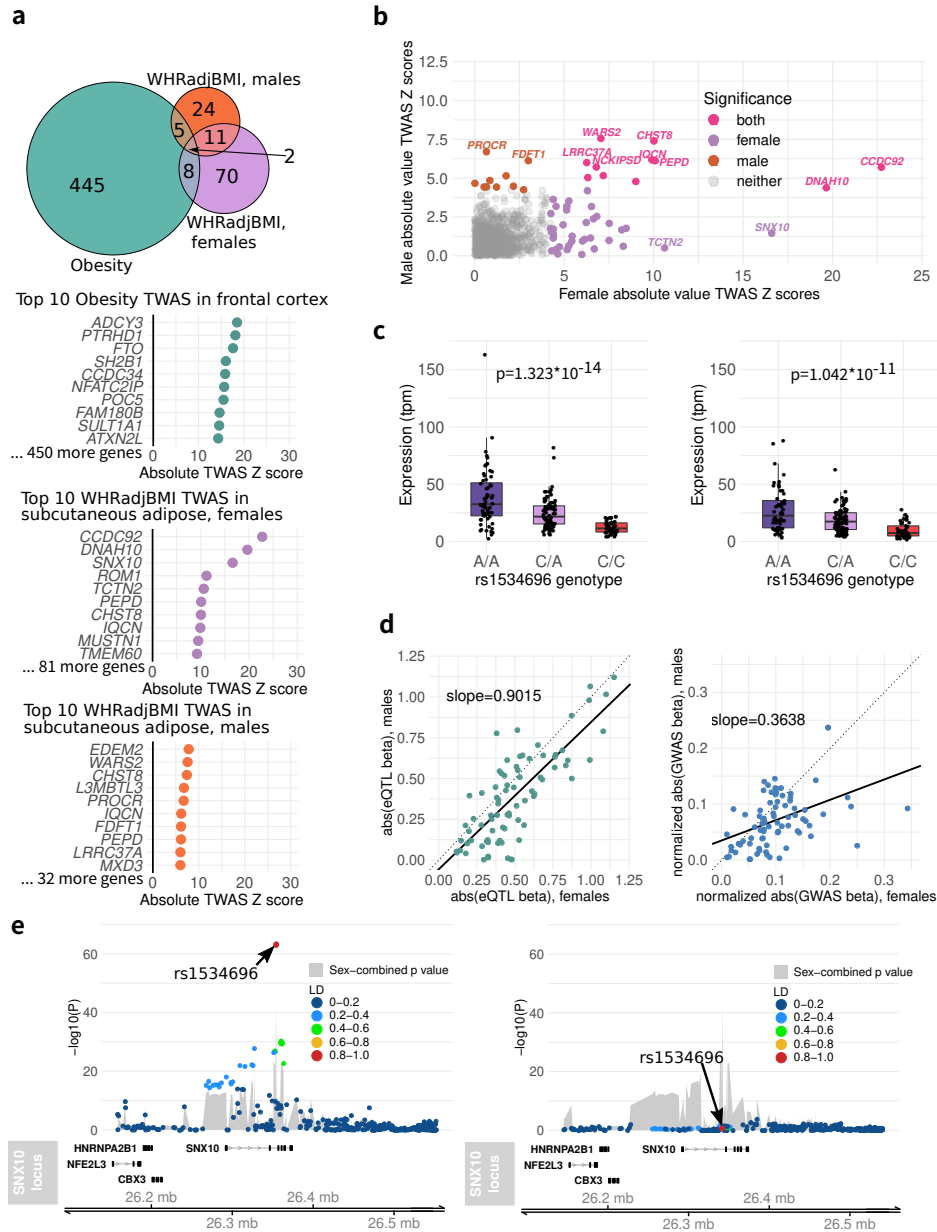 a
WHRadjBMI, males
24
5
11
2
8
70
445
WHRadjBMI,
females
Obesity
Top 10 Obesity TWAS in frontal cortex
ADCY3
PTRHD1
FTO
SH2B1
CCDC34
NFATC2IP
POC5
FAM180B
SULT1A1
ATXN2L
... 450 more genes
0 10 20 30
Absolute TWAS Z score
Top 10 WHRadjBMI TWAS in
subcutaneous adipose, females
CCDC92
DNAH10
SNX10
ROM1
TCTN2
PEPD
CHST8
IQCN
MUSTN1
TMEM60
... 81 more genes
0 10 20 30
Absolute TWAS Z score
Top 10 WHRadjBMI TWAS in
subcutaneous adipose, males
EDEM2
WARS2
CHST8
L3MBTL3
PROCR
IQCN
FDFT1
PEPD
LRRC37A
MXD3
... 32 more genes
0 10 20 30
Absolute TWAS Z score
b
Male absolute value TWAS Z scores
12.5
10.0
7.5
5.0
2.5
0.0
Significance
both
female
male
neither
PROCR
FDFT1
WARS2
CHST8
LRRC37A
NCKIPSD
IQCN
PEPD
CCDC92
DNAH10
SNX10
TCTN2
0 5 10 15 20 25
Female absolute value TWAS Z scores
c
Expression (tpm)
150
100
50
0
p=1.323*10-14
A/A C/A C/C
rs1534696 genotype
Expression (tpm)
150
100
50
0
p=1.042*10-11
A/A C/A C/C
rs1534696 genotype
d
abs(eQTL beta), males
1.25
1.00
0.75
0.50
0.25
0.00
slope=0.9015
0.00 0.25 0.50 0.75 1.00 1.25
abs(eQTL beta), females
normalized abs(GWAS beta), males
0.3
0.2
0.1
0.0
slope=0.3638
0.0 0.1 0.2 0.3
normalized abs(GWAS beta), females
e
−log10(P)
60
40
20
0
rs1534696
Sex−combined p value
LD
0−0.2
0.2−0.4
0.4−0.6
0.6−0.8
0.8−1.0
SNX10
locus
HNRNPA2B1
SNX10
NFE2L3
CBX3
26.2 mb
26.4 mb
26.3 mb
26.5 mb
−log10(P)
60
40
20
0
rs1534696
Sex−combined p value
LD
0−0.2
0.2−0.4
0.4−0.6
0.6−0.8
0.8−1.0
SNX10
locus
HNRNPA2B1
SNX10
NFE2L3
CBX3
26.2 mb
26.4 mb
26.3 mb
26.5 mb